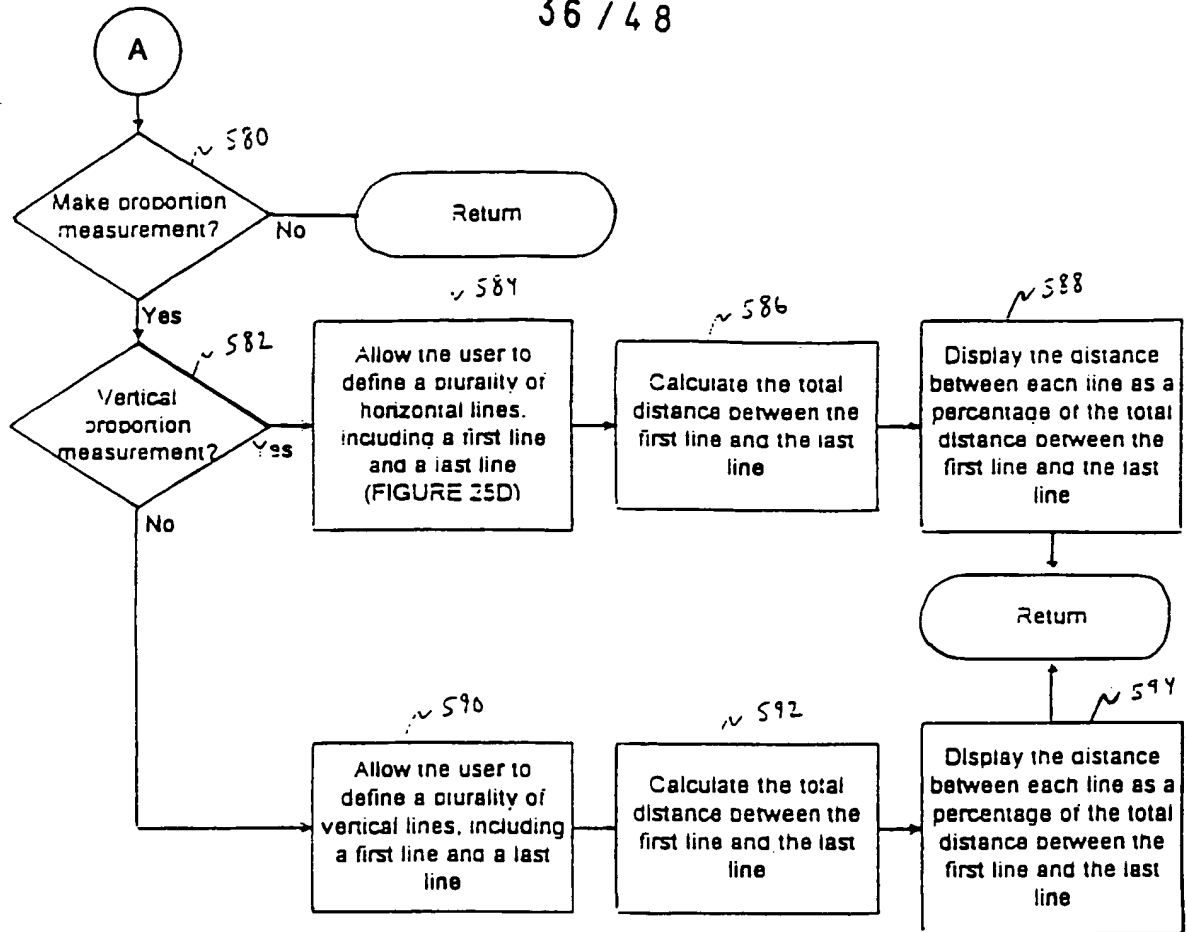 36 / 48
A
580
Make proportion
measurement?
No
Return
Yes
582
Vertical
proportion
measurement?
Yes
No
584
Allow the user to
define a plurality of
horizontal lines.
including a first line
and a last line
(FIGURE 25D)
586
Calculate the total
distance between the
first line and the last
line
588
Display the distance
between each line as a
percentage of the total
distance between the
first line and the last
line
Return
590
Allow the user to
define a plurality of
vertical lines, including
a first line and a last
line
592
Calculate the total
distance between the
first line and the last
line
594
Display the distance
between each line as a
percentage of the total
distance between the
first line and the last
line